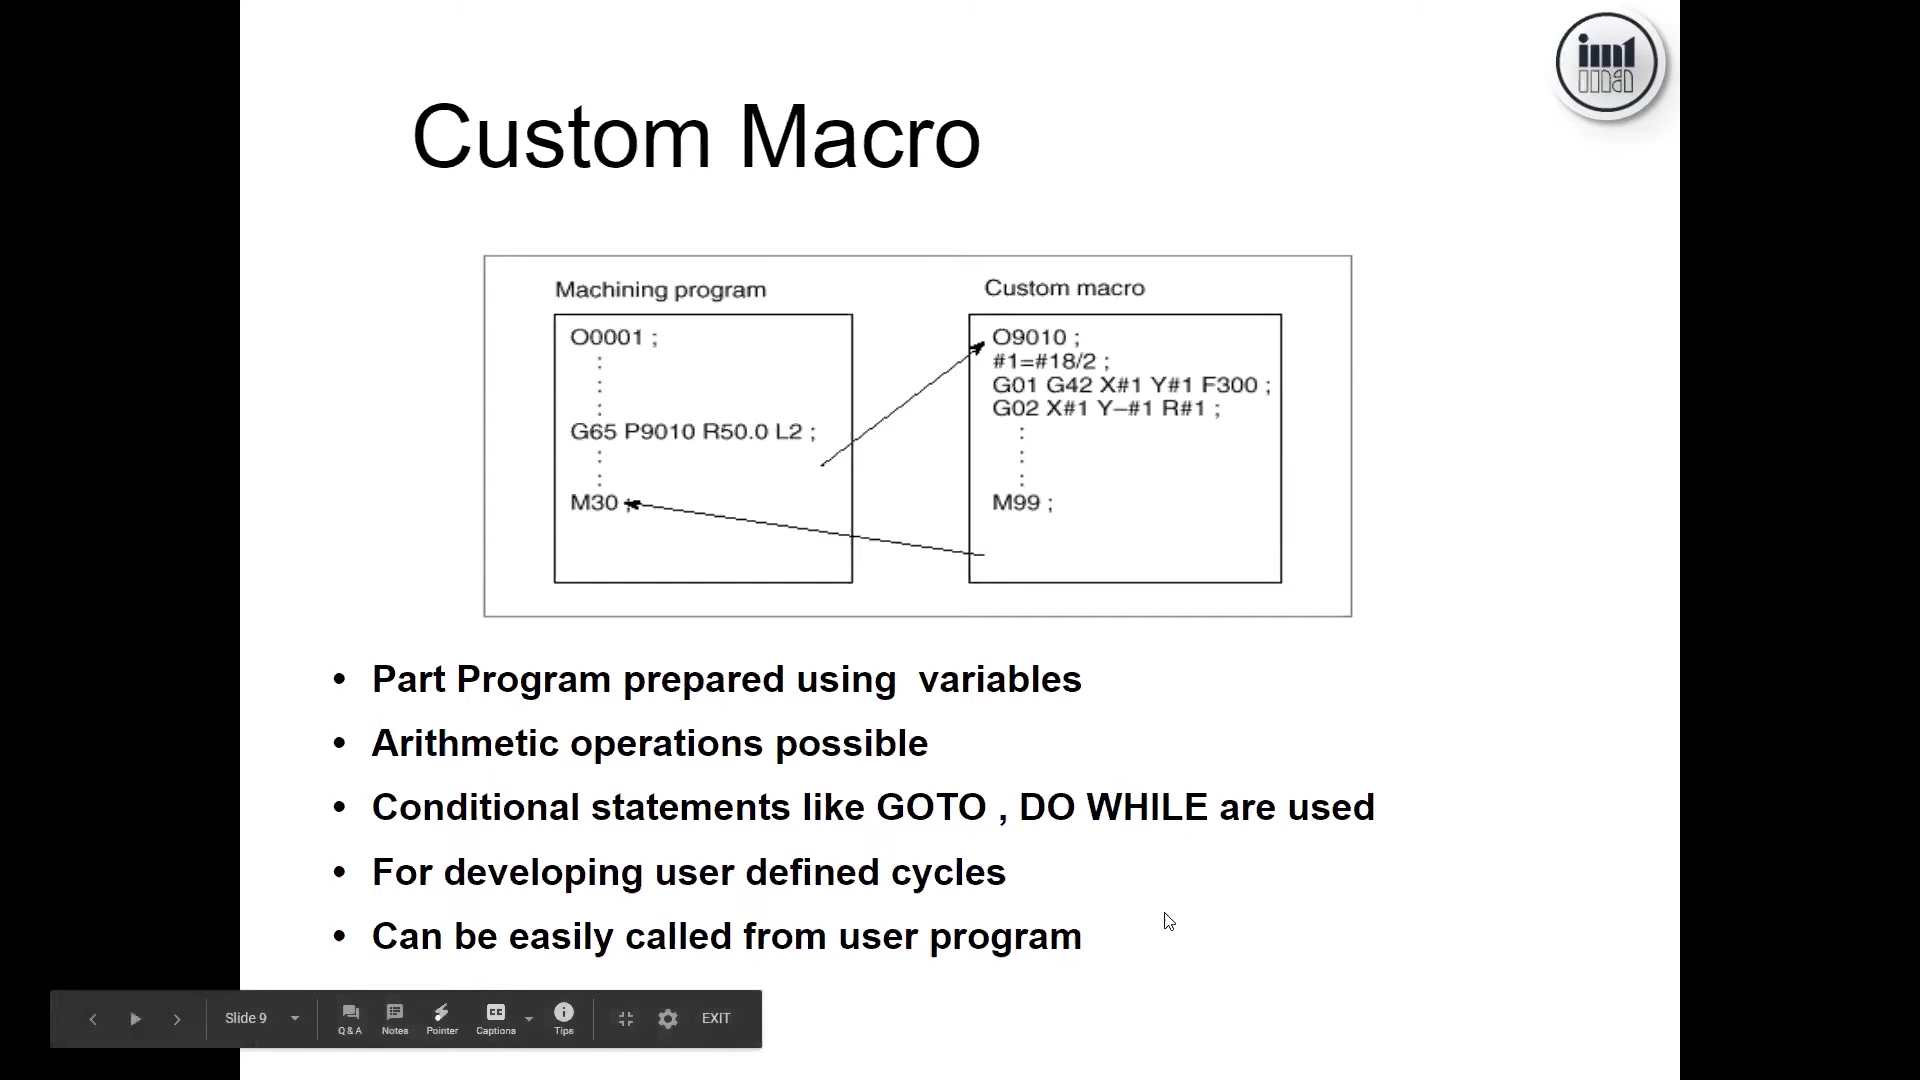 imt
Custom Macro
Machining program
Custom macro
O0001 ;
:
:
:
G65 P9010 R50.0 L2 ;
:
:
M30 ;
O9010 ;
#1=#18/2 ;
G01 G42 X#1 Y#1 F300 ;
G02 X#1 Y–#1 R#1 ;
:
:
:
M99 ;
• Part Program prepared using  variables
• Arithmetic operations possible
• Conditional statements like GOTO , DO WHILE are used
• For developing user defined cycles
• Can be easily called from user program
Slide 9
Q & A
Notes
Pointer
Captions
Tips
EXIT